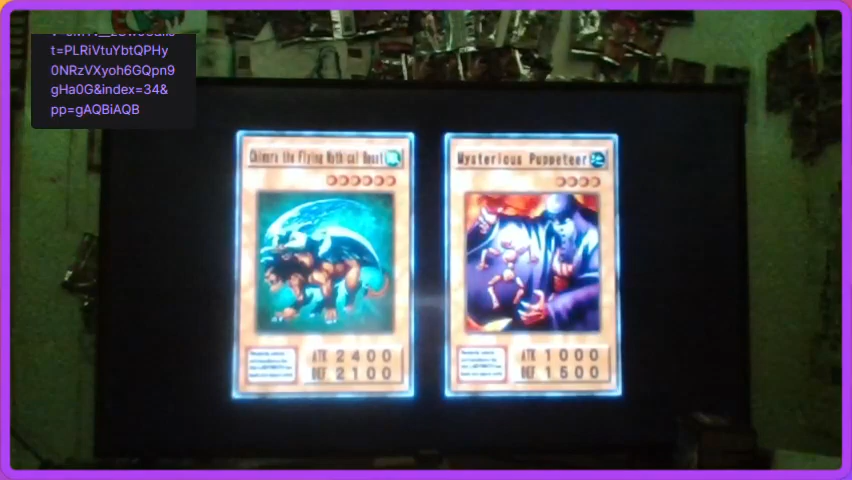 t=PLRiVtuYbtQPHy
0NRzVXyoh6GQpn9
gHa0G&index=34&
pp=gAQBiAQB
Chimera the Flying Mythical Beast
ATK 2400
DEF 2100
Mysterious Puppeteer
ATK 1000
DEF 1500